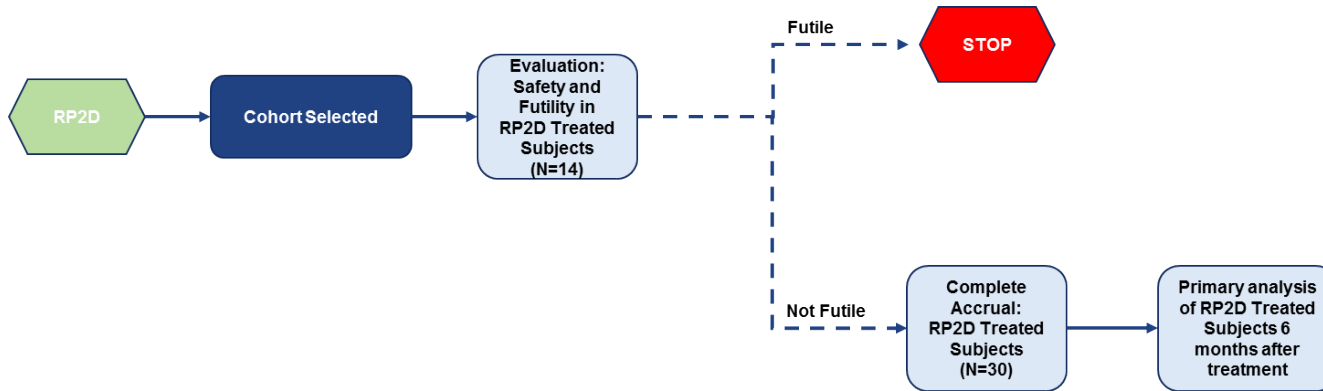 RP2D
Cohort Selected
Evaluation:
Safety and
Futility in
RP2D Treated
Subjects
(N=14)
Futile
STOP
Not Futile
Complete
Accrual:
RP2D Treated
Subjects
(N=30)
Primary analysis
of RP2D Treated
Subjects 6
months after
treatment